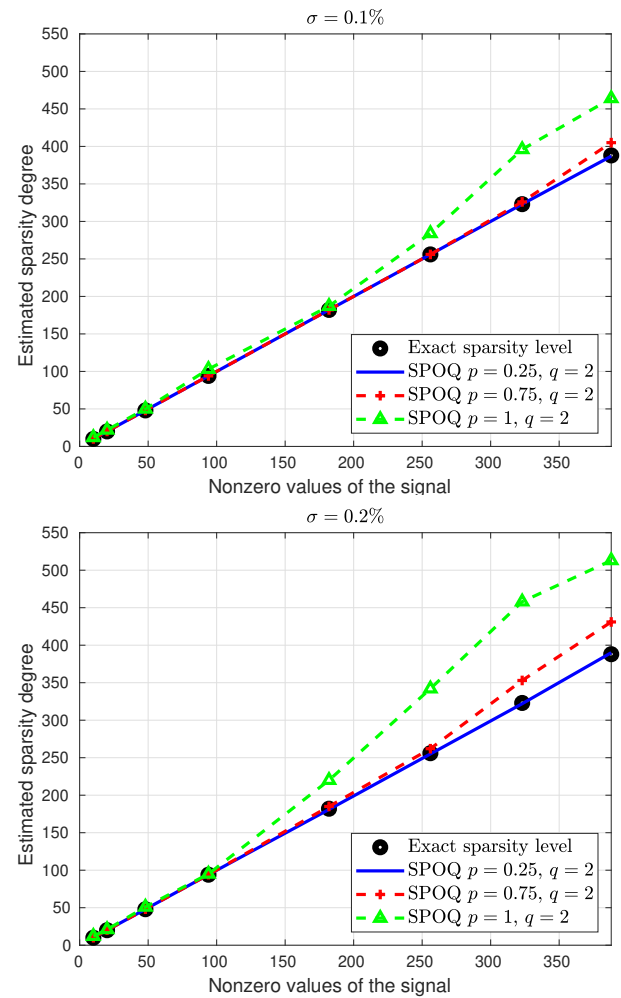 σ = 0.1%
550
500
450
400
350
300
250
200
150
100
50
0
Estimated sparsity degree
Exact sparsity level
SPOQ p = 0.25, q = 2
SPOQ p = 0.75, q = 2
SPOQ p = 1, q = 2
0 50 100 150 200 250 300 350
Nonzero values of the signal
σ = 0.2%
550
500
450
400
350
300
250
200
150
100
50
0
Estimated sparsity degree
Exact sparsity level
SPOQ p = 0.25, q = 2
SPOQ p = 0.75, q = 2
SPOQ p = 1, q = 2
0 50 100 150 200 250 300 350
Nonzero values of the signal